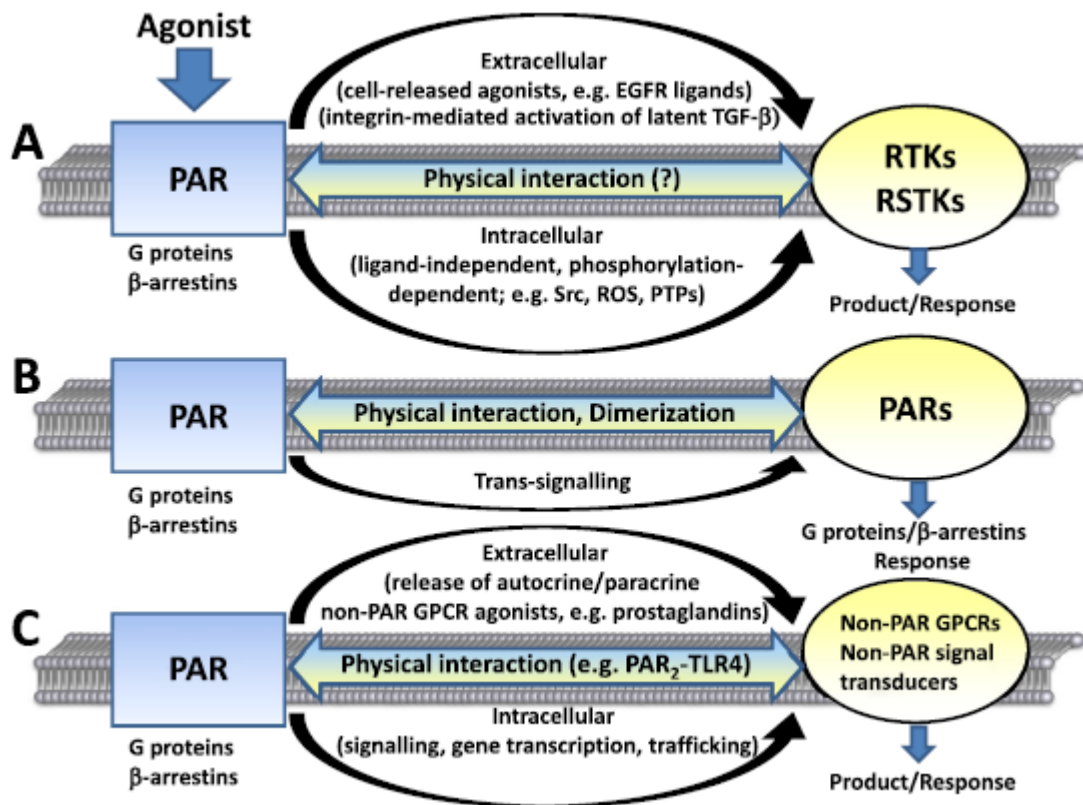 Agonist
Extracellular
(cell-released agonists, e.g. EGFR ligands)
(integrin-mediated activation of latent TGF-β)
A
PAR
Physical interaction (?)
RTKs
RSTKs
G proteins
β-arrestins
Intracellular
(ligand-independent, phosphorylation-
dependent; e.g. Src, ROS, PTPs)
Product/Response
B
PAR
Physical interaction, Dimerization
PARs
G proteins
β-arrestins
Trans-signalling
G proteins/β-arrestins
Response
Extracellular
(release of autocrine/paracrine
non-PAR GPCR agonists, e.g. prostaglandins)
C
PAR
Physical interaction (e.g. PAR₂-TLR4)
Non-PAR GPCRs
Non-PAR signal
transducers
G proteins
β-arrestins
Intracellular
(signalling, gene transcription, trafficking)
Product/Response